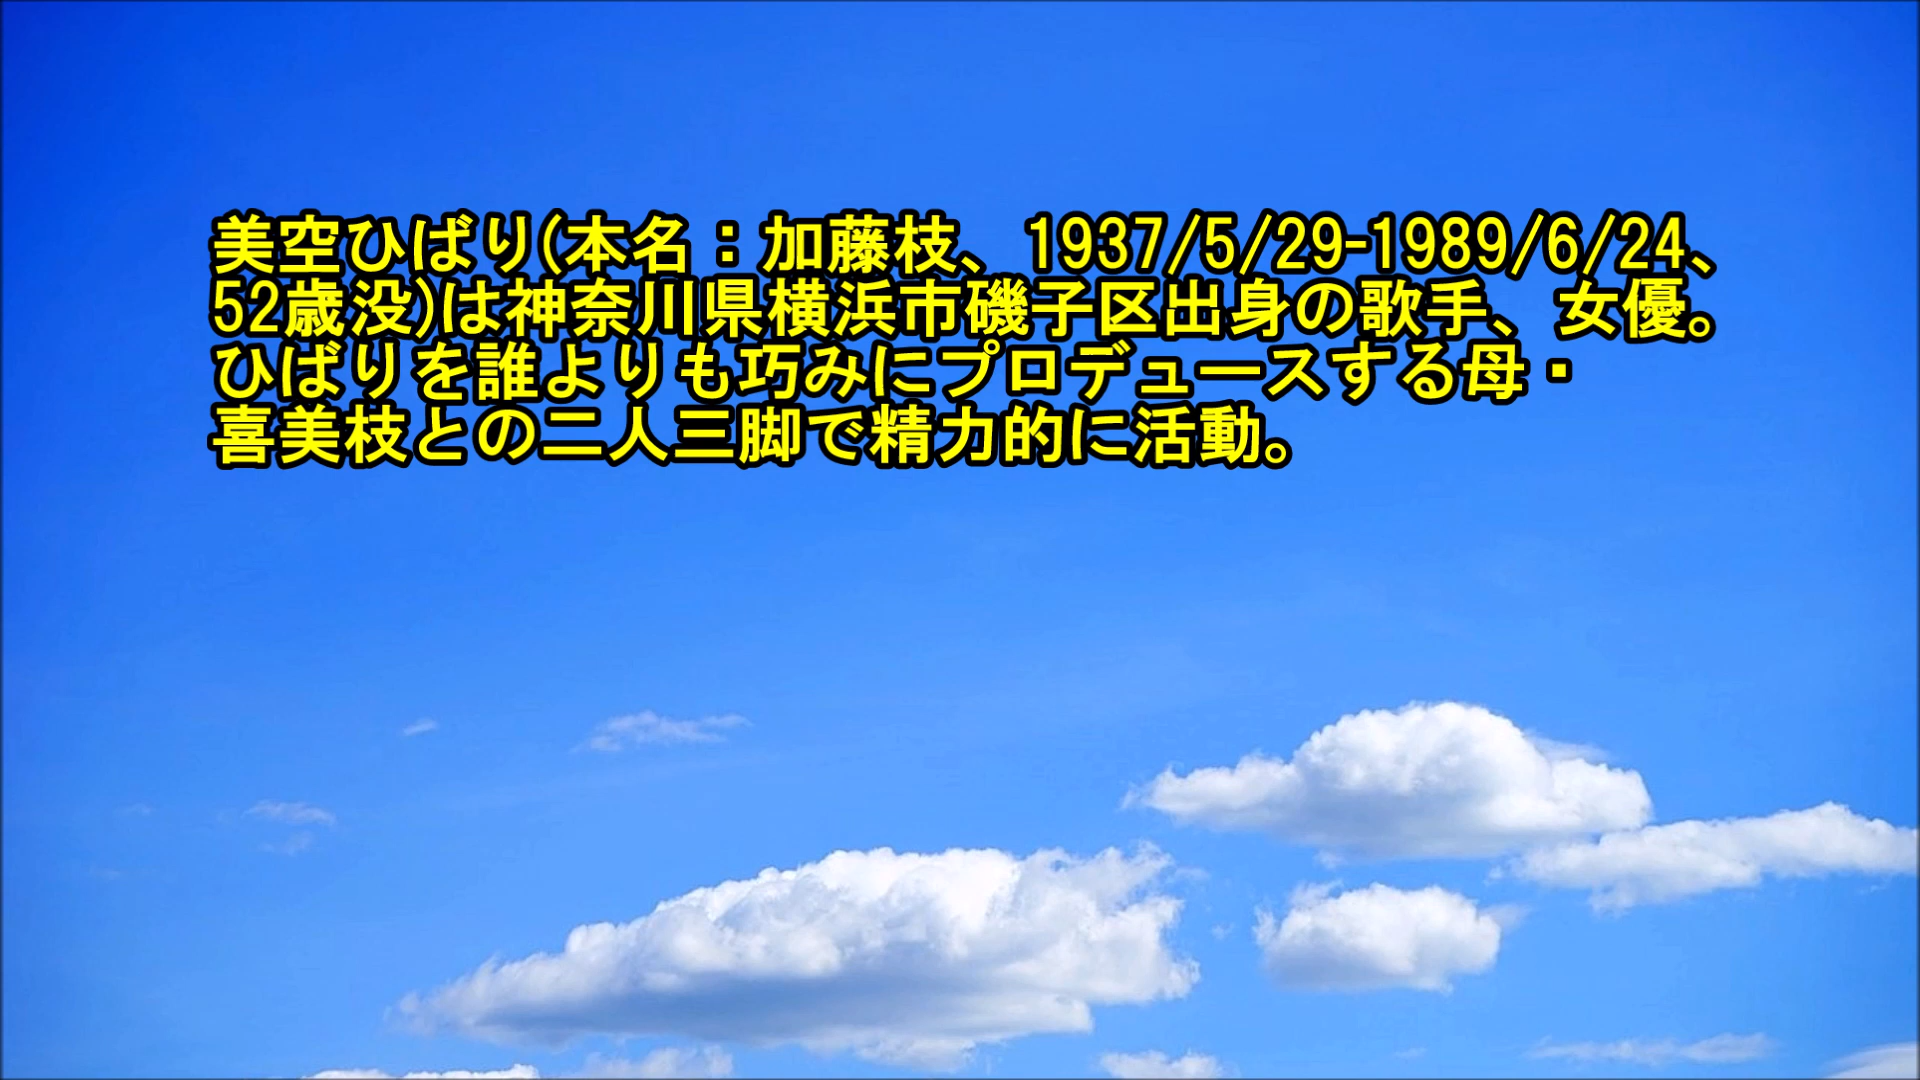 美空ひばり(本名：加藤枝、1937/5/29-1989/6/24、
52歳没)は神奈川県横浜市磯子区出身の歌手、女優。
ひばりを誰よりも巧みにプロデュースする母・
喜美枝との二人三脚で精力的に活動。